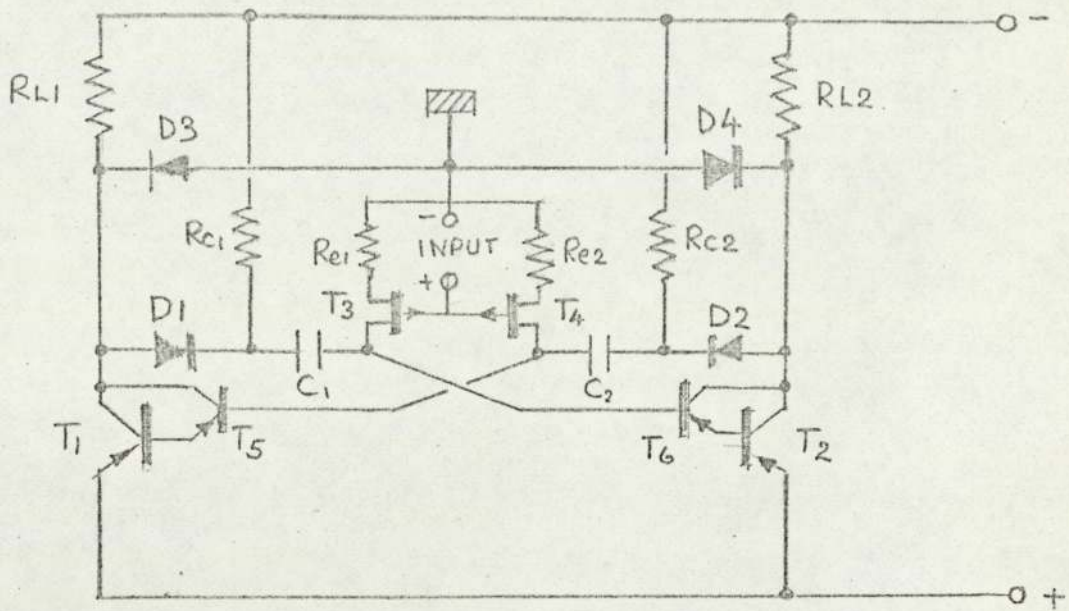 -
RL1
D3
D4
RL2
Rc1
Re1
-
INPUT
+
Re2
Rc2
T3
T4
D1
C1
C2
D2
T1
T5
T6
T2
+